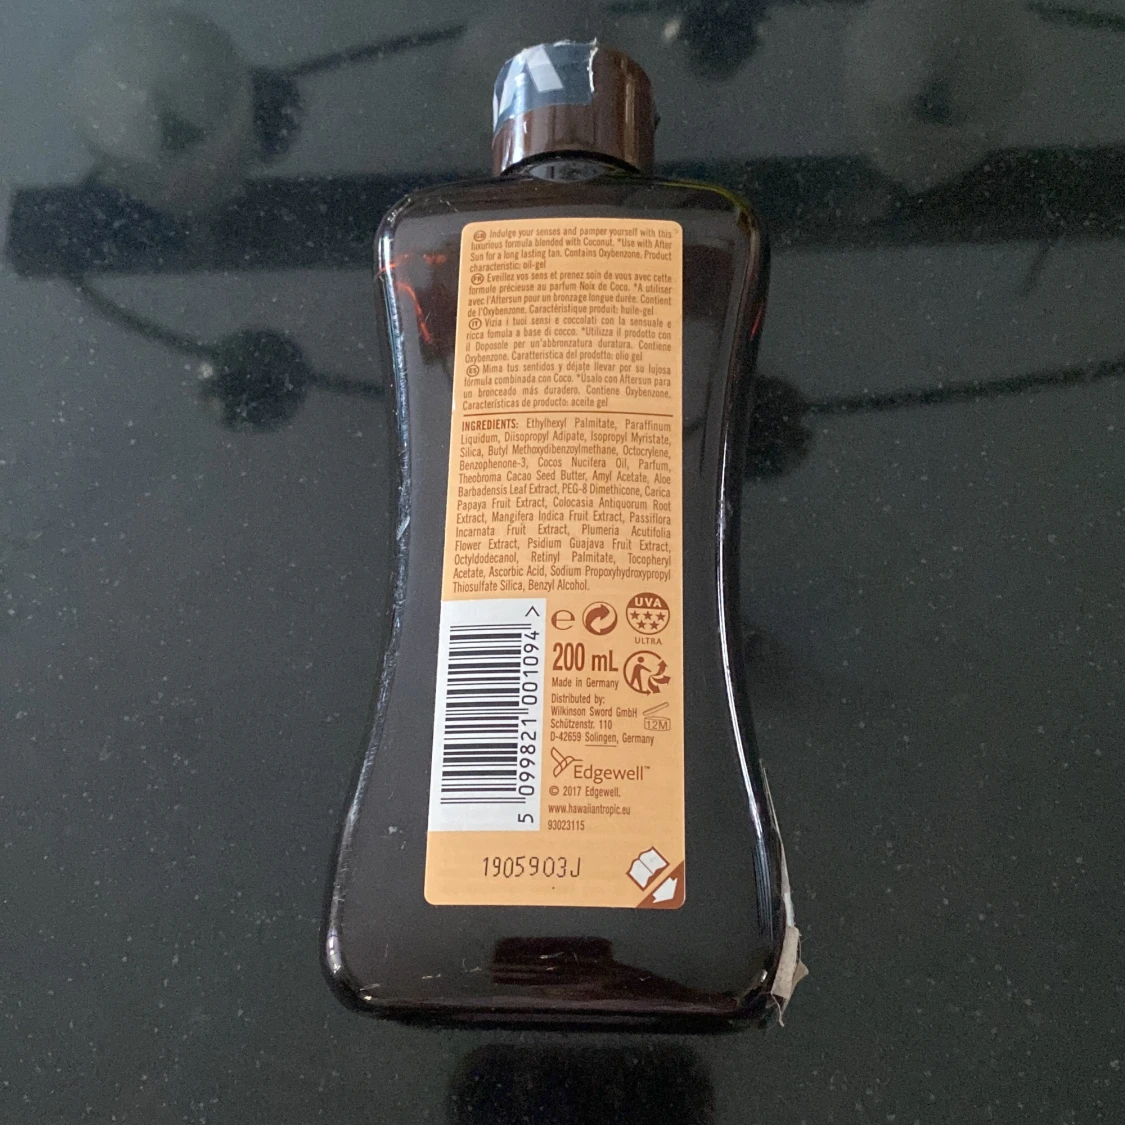 GB Indulge your senses and pamper yourself with this
luxurious formula blended with Coconut. *Use with After
Sun for a long lasting tan. Contains Oxybenzone. Product
characteristic: oil-gel
FR Eveillez vos sens et prenez soin de vous avec cette
formule précieuse au parfum Noix de Coco. *A utiliser
avec l'Aftersun pour un bronzage longue durée. Contient
de l'Oxybenzone. Caractéristique produit: huile-gel
IT Vizia i tuoi sensi e coccolati con la sensuale e
ricca fomula a base di cocco. *Utilizza il prodotto con
il Doposole per un'abbronzatura duratura. Contiene
Oxybenzone. Caratteristica del prodotto: olio gel
ES Mima tus sentidos y déjate llevar por su lujosa
fórmula combinada con Coco. *Úsalo con Aftersun para
un bronceado más duradero. Contiene Oxybenzone.
Características de producto: aceite gel
INGREDIENTS: Ethylhexyl Palmitate, Paraffinum
Liquidum, Diisopropyl Adipate, Isopropyl Myristate,
Silica, Butyl Methoxydibenzoylmethane, Octocrylene,
Benzophenone-3, Cocos Nucifera Oil, Parfum,
Theobroma Cacao Seed Butter, Amyl Acetate, Aloe
Barbadensis Leaf Extract, PEG-8 Dimethicone, Carica
Papaya Fruit Extract, Colocasia Antiquorum Root
Extract, Mangifera Indica Fruit Extract, Passiflora
Incarnata Fruit Extract, Plumeria Acutifolia
Flower Extract, Psidium Guajava Fruit Extract,
Octyldodecanol, Retinyl Palmitate, Tocopheryl
Acetate, Ascorbic Acid, Sodium Propoxyhydroxypropyl
Thiosulfate Silica, Benzyl Alcohol.
5 099821 001094 >
e
UVA
ULTRA
200 mL
Made in Germany
Distributed by:
Wilkinson Sword GmbH
Schützenstr. 110
D-42659 Solingen, Germany
12M
Edgewell™
© 2017 Edgewell.
www.hawaiiantropic.eu
93023115
1905903J